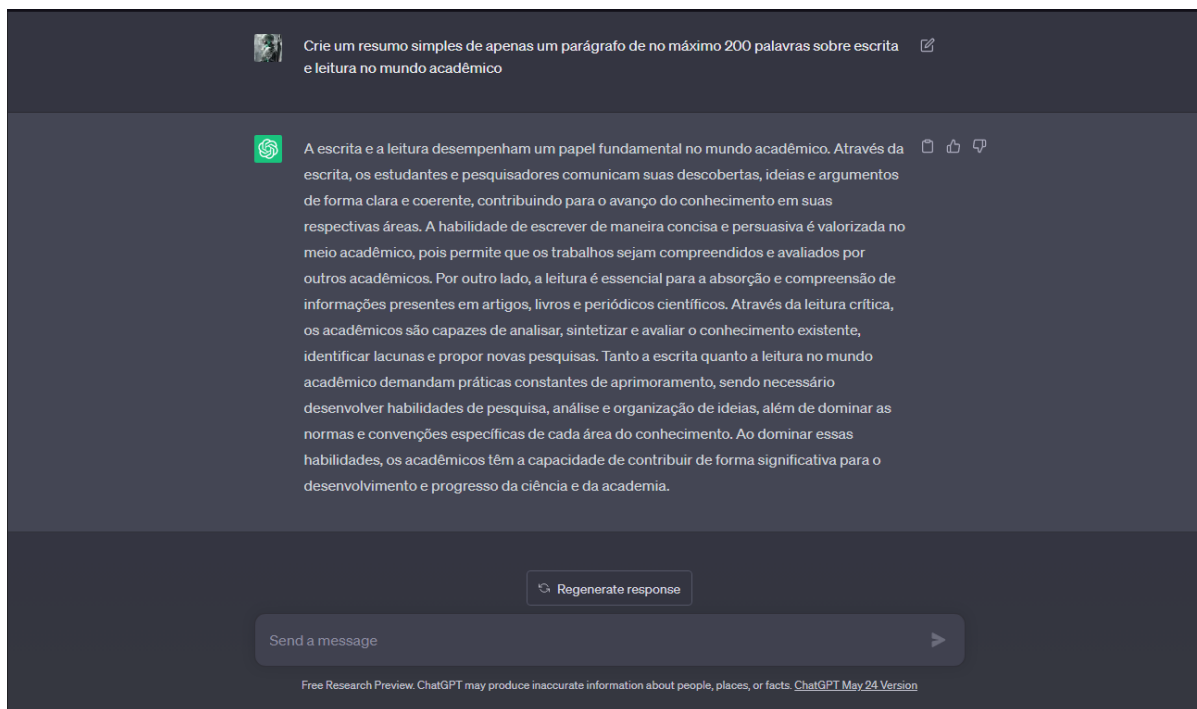 Crie um resumo simples de apenas um parágrafo de no máximo 200 palavras sobre escrita
e leitura no mundo acadêmico
A escrita e a leitura desempenham um papel fundamental no mundo acadêmico. Através da
escrita, os estudantes e pesquisadores comunicam suas descobertas, ideias e argumentos
de forma clara e coerente, contribuindo para o avanço do conhecimento em suas
respectivas áreas. A habilidade de escrever de maneira concisa e persuasiva é valorizada no
meio acadêmico, pois permite que os trabalhos sejam compreendidos e avaliados por
outros acadêmicos. Por outro lado, a leitura é essencial para a absorção e compreensão de
informações presentes em artigos, livros e periódicos científicos. Através da leitura crítica,
os acadêmicos são capazes de analisar, sintetizar e avaliar o conhecimento existente,
identificar lacunas e propor novas pesquisas. Tanto a escrita quanto a leitura no mundo
acadêmico demandam práticas constantes de aprimoramento, sendo necessário
desenvolver habilidades de pesquisa, análise e organização de ideias, além de dominar as
normas e convenções específicas de cada área do conhecimento. Ao dominar essas
habilidades, os acadêmicos têm a capacidade de contribuir de forma significativa para o
desenvolvimento e progresso da ciência e da academia.
Regenerate response
Send a message
Free Research Preview. ChatGPT may produce inaccurate information about people, places, or facts. ChatGPT May 24 Version